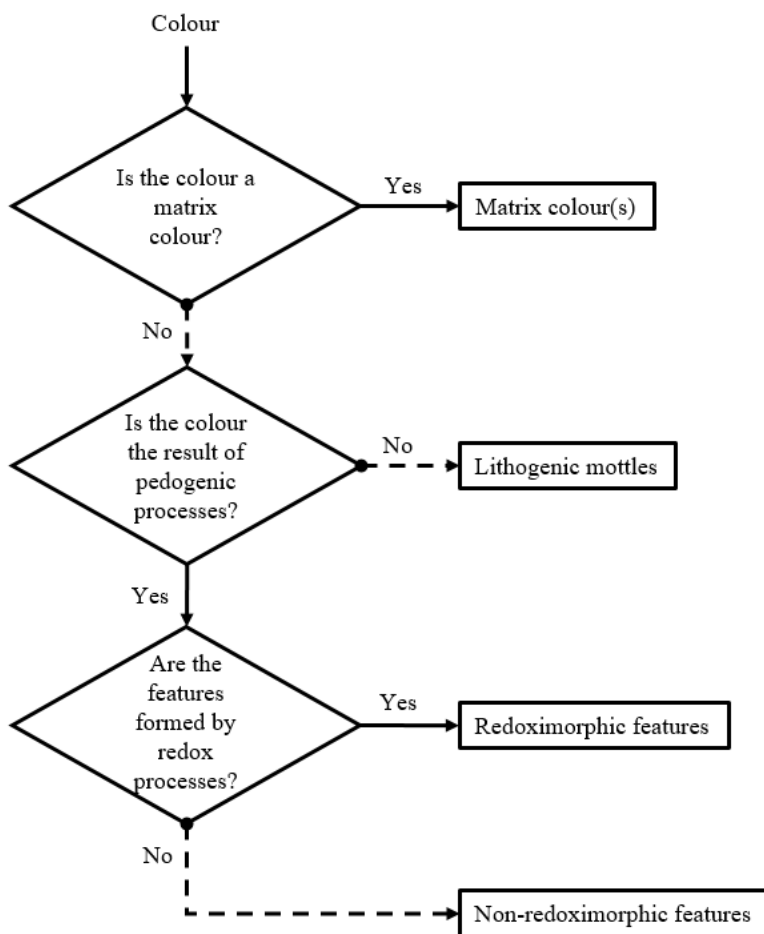 Colour
Is the colour a
matrix
colour?
Yes
Matrix colour(s)
No
Is the colour
the result of
pedogenic
processes?
No
Lithogenic mottles
Yes
Are the
features
formed by
redox
processes?
Yes
Redoximorphic features
No
Non-redoximorphic features